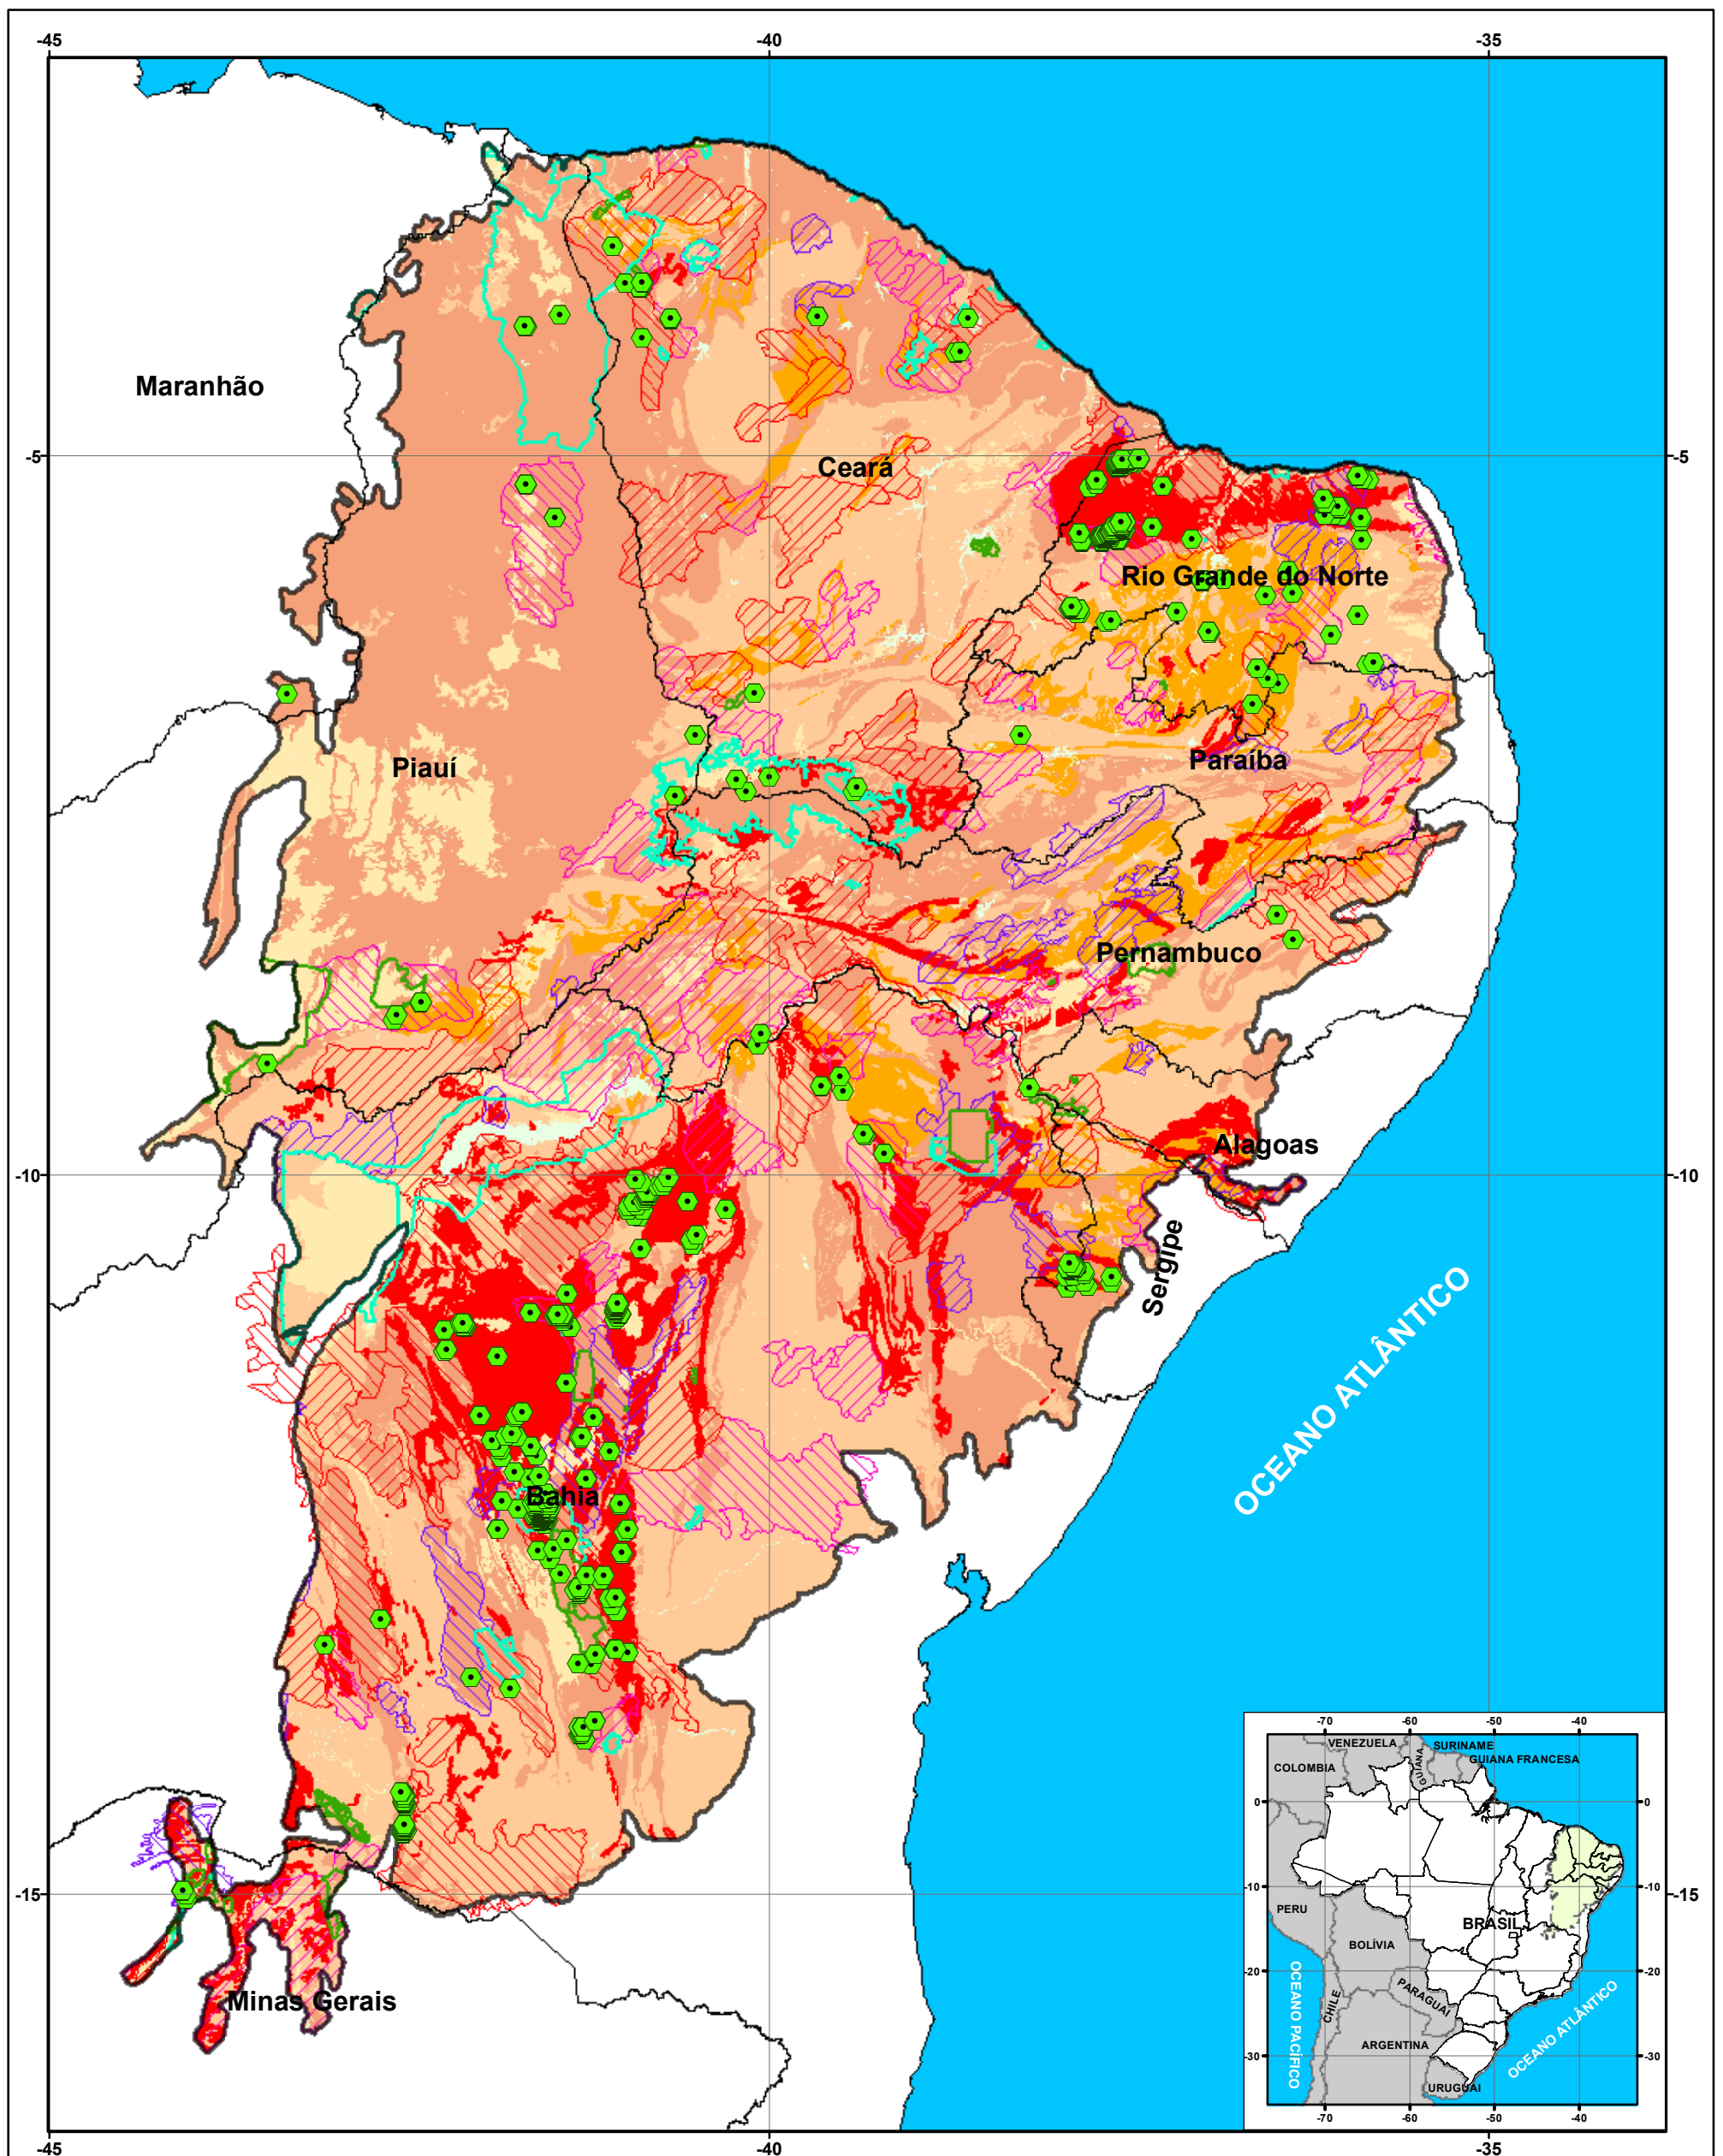 -45
-40
-35
Maranhão
Ceará
-5
-5
Rio Grande do Norte
Piauí
Paraíba
Pernambuco
Alagoas
-10
-10
Sergipe
OCEANO ATLÂNTICO
Bahia
-15
-15
Minas Gerais
-45
-40
-35
-70
-60
-50
-40
VENEZUELA
SURINAME
GUIANA
GUIANA FRANCESA
COLOMBIA
0
0
-10
-10
PERU
BRASIL
BOLÍVIA
-20
-20
PARAGUAI
CHILE
OCEANO PACÍFICO
OCEANO ATLÂNTICO
ARGENTINA
-30
-30
URUGUAI
-70
-60
-50
-40